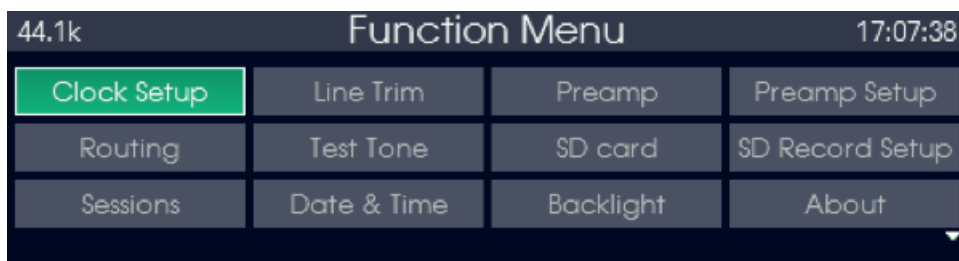 44.1k Function Menu 17:07:38
Clock Setup Line Trim Preamp Preamp Setup
Routing Test Tone SD card SD Record Setup
Sessions Date & Time Backlight About